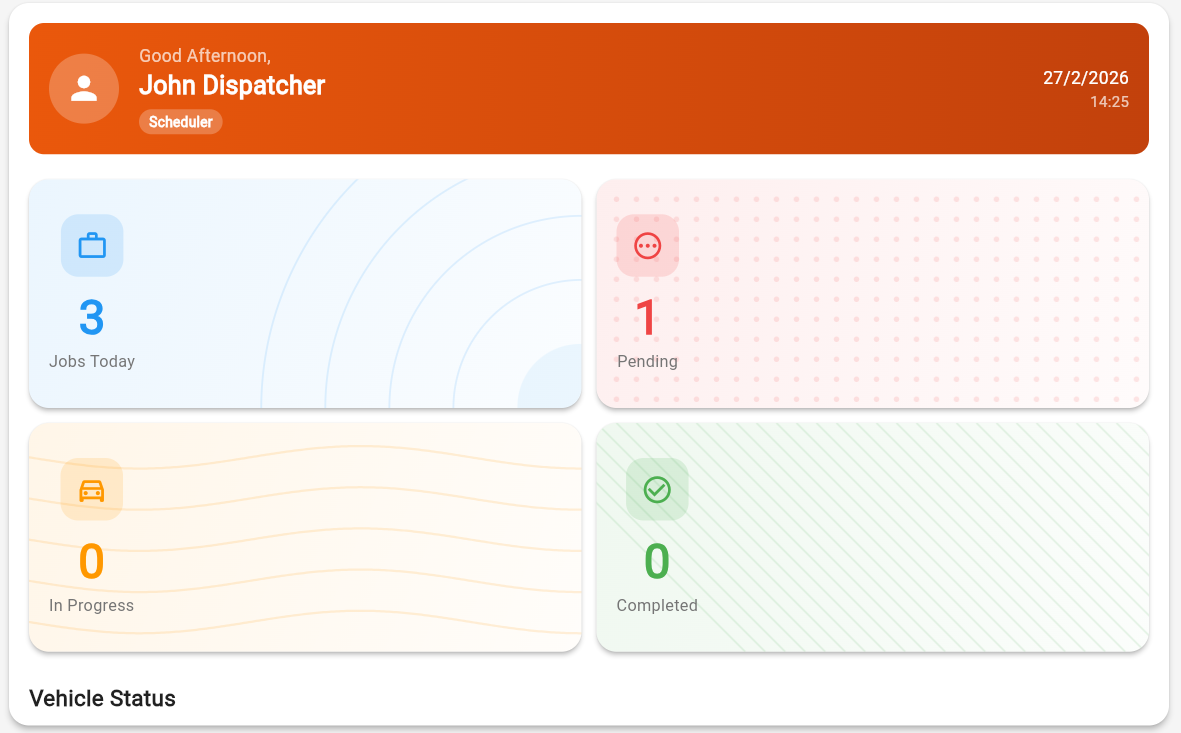 Good Afternoon,
John Dispatcher
Scheduler
27/2/2026
14:25
3
Jobs Today
1
Pending
0
In Progress
0
Completed
Vehicle Status